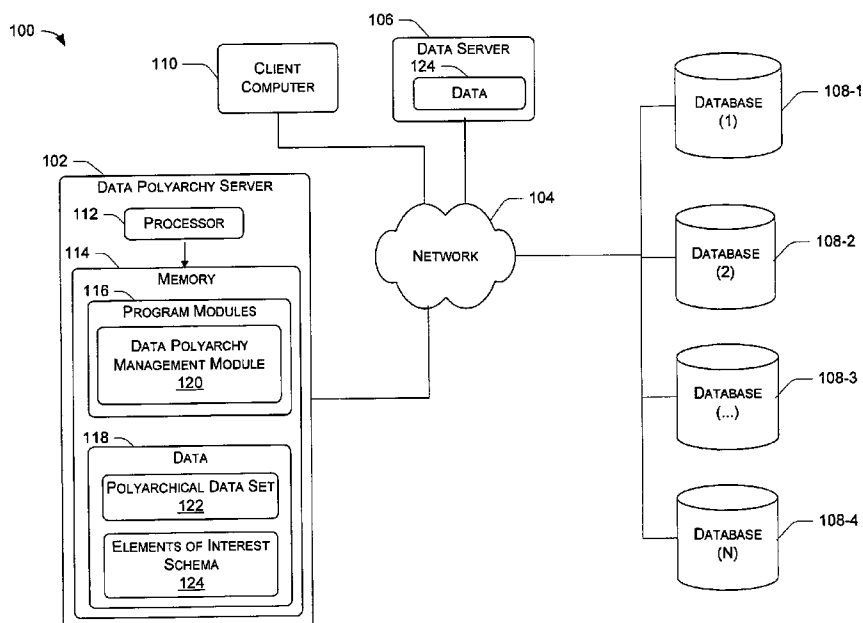 100
110
CLIENT
COMPUTER
106
DATA SERVER
124
DATA
DATABASE
(1)
108-1
102
DATA POLYARCHY SERVER
112
PROCESSOR
114
MEMORY
116
PROGRAM MODULES
DATA POLYARCHY
MANAGEMENT MODULE
120
118
DATA
POLYARCHICAL DATA SET
122
ELEMENTS OF INTEREST
SCHEMA
124
104
NETWORK
DATABASE
(2)
108-2
DATABASE
(...)
108-3
DATABASE
(N)
108-4